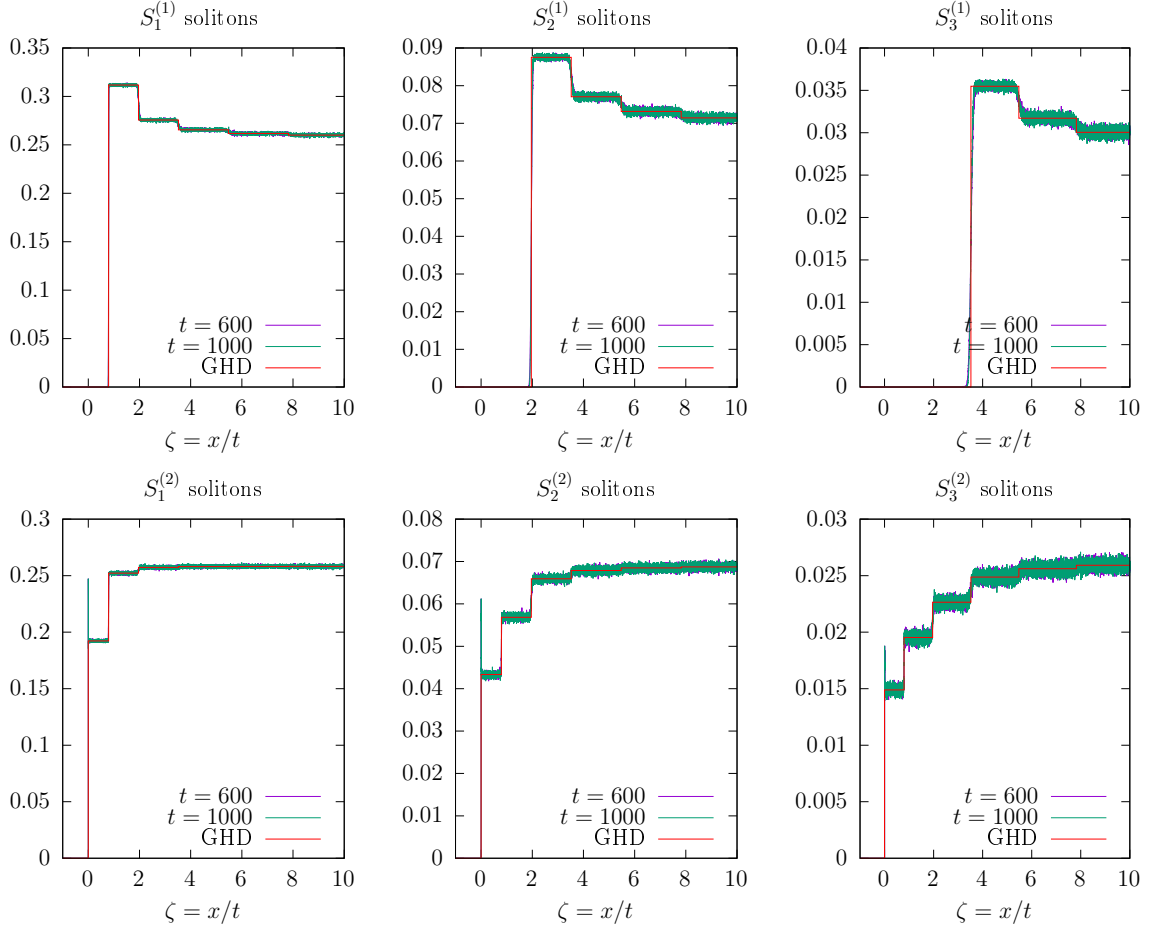 S₁⁽¹⁾ solitons
0.35
0.3
0.25
0.2
0.15
0.1
0.05
0
t = 600
t = 1000
GHD
0 2 4 6 8 10
ζ = x/t
S₂⁽¹⁾ solitons
0.09
0.08
0.07
0.06
0.05
0.04
0.03
0.02
0.01
0
t = 600
t = 1000
GHD
0 2 4 6 8 10
ζ = x/t
S₃⁽¹⁾ solitons
0.04
0.035
0.03
0.025
0.02
0.015
0.01
0.005
0
t = 600
t = 1000
GHD
0 2 4 6 8 10
ζ = x/t
S₁⁽²⁾ solitons
0.3
0.25
0.2
0.15
0.1
0.05
0
t = 600
t = 1000
GHD
0 2 4 6 8 10
ζ = x/t
S₂⁽²⁾ solitons
0.08
0.07
0.06
0.05
0.04
0.03
0.02
0.01
0
t = 600
t = 1000
GHD
0 2 4 6 8 10
ζ = x/t
S₃⁽²⁾ solitons
0.03
0.025
0.02
0.015
0.01
0.005
0
t = 600
t = 1000
GHD
0 2 4 6 8 10
ζ = x/t